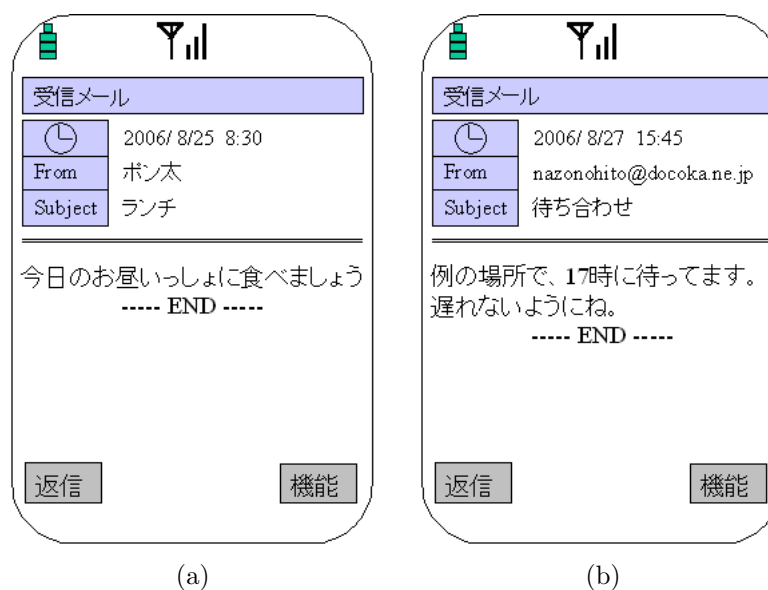 受信メール
2006/ 8/25 8:30
From ポン太
Subject ランチ
今日のお昼いっしょに食べましょう
----- END -----
返信 機能
(a)
受信メール
2006/ 8/27 15:45
From nazonohito@docoka.ne.jp
Subject 待ち合わせ
例の場所で、17時に待ってます。
遅れないようにね。
----- END -----
返信 機能
(b)